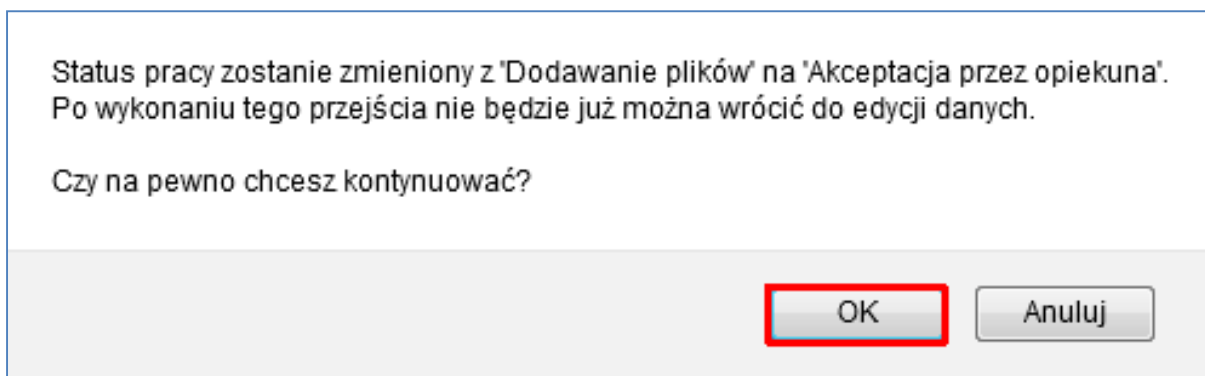 Status pracy zostanie zmieniony z 'Dodawanie plików' na 'Akceptacja przez opiekuna'.
Po wykonaniu tego przejścia nie będzie już można wrócić do edycji danych.
Czy na pewno chcesz kontynuować?
OK Anuluj